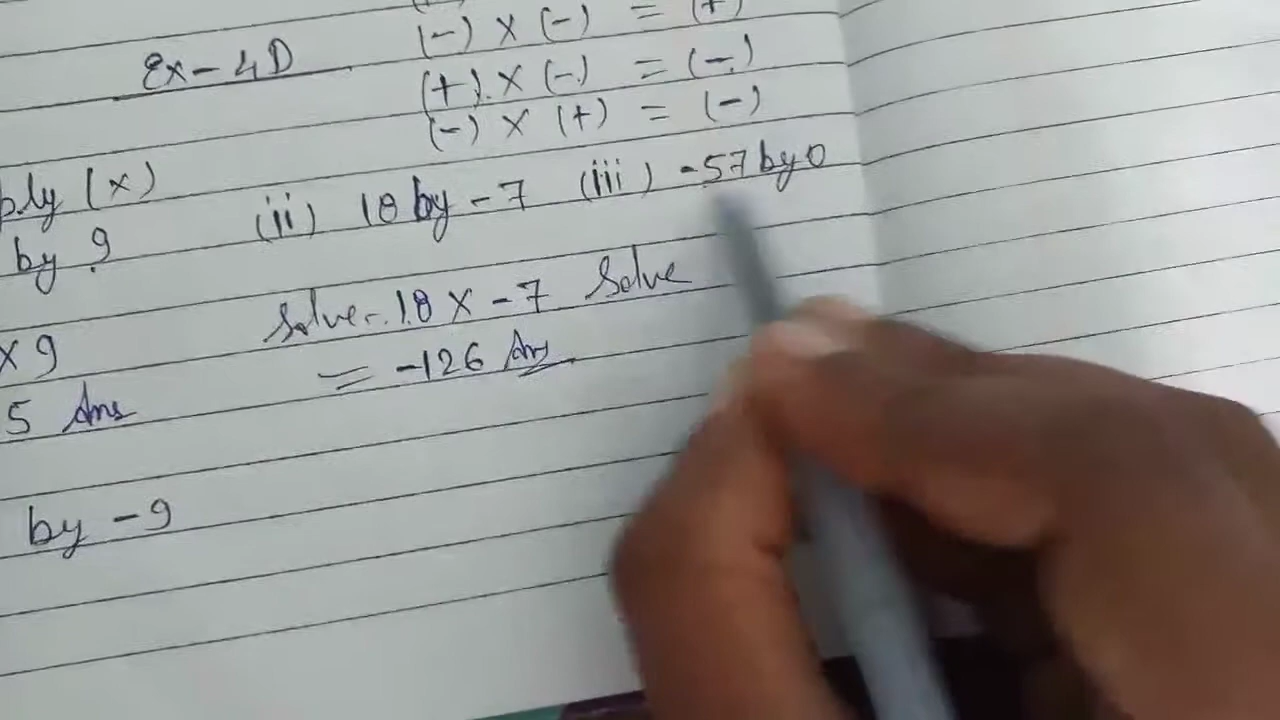 (-) × (-) = (+)
Ex-4D
(+) × (-) = (-)
(-) × (+) = (-)
ply (×)
by 9 (ii) 18 by -7 (iii) -57 by 0
× 9 Solve-. 18 × -7 Solve
5 Ans = -126 Ans
by -9